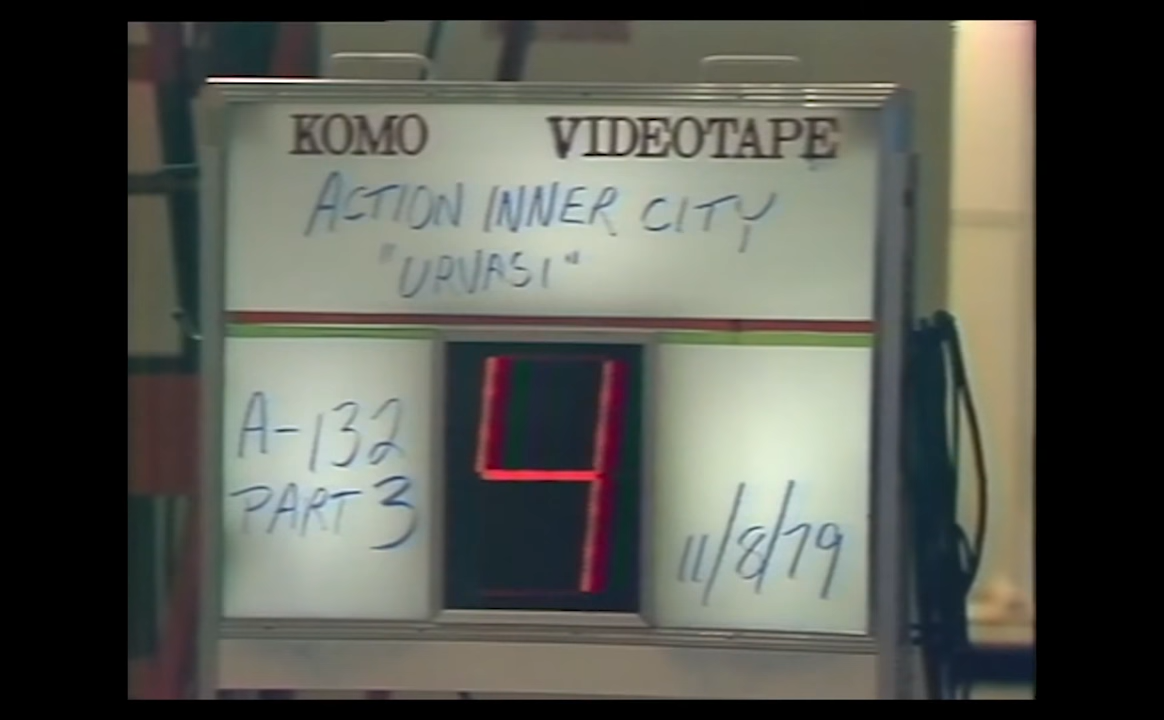 KOMO VIDEOTAPE
ACTION INNER CITY
"URVASI"
A-132
PART 3
4
11/8/79